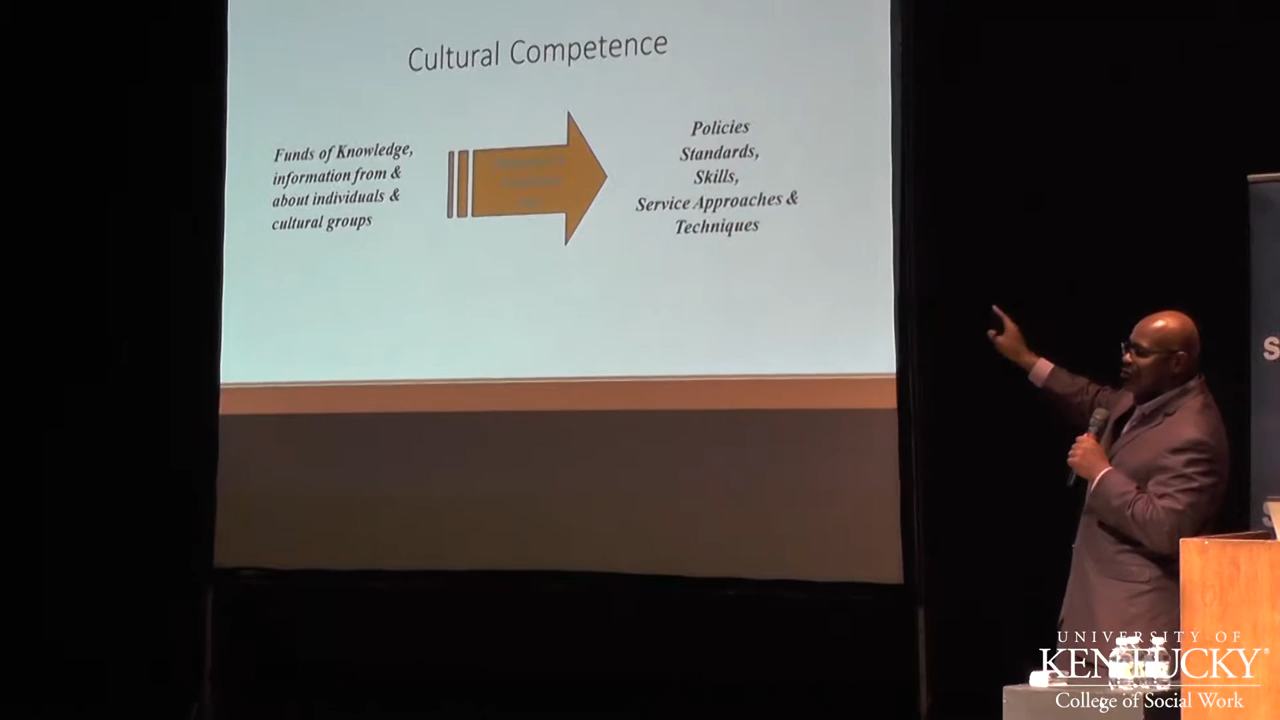 Cultural Competence
Funds of Knowledge,
information from &
about individuals &
cultural groups
Policies
Standards,
Skills,
Service Approaches &
Techniques
UNIVERSITY OF
KENTUCKY®
College of Social Work